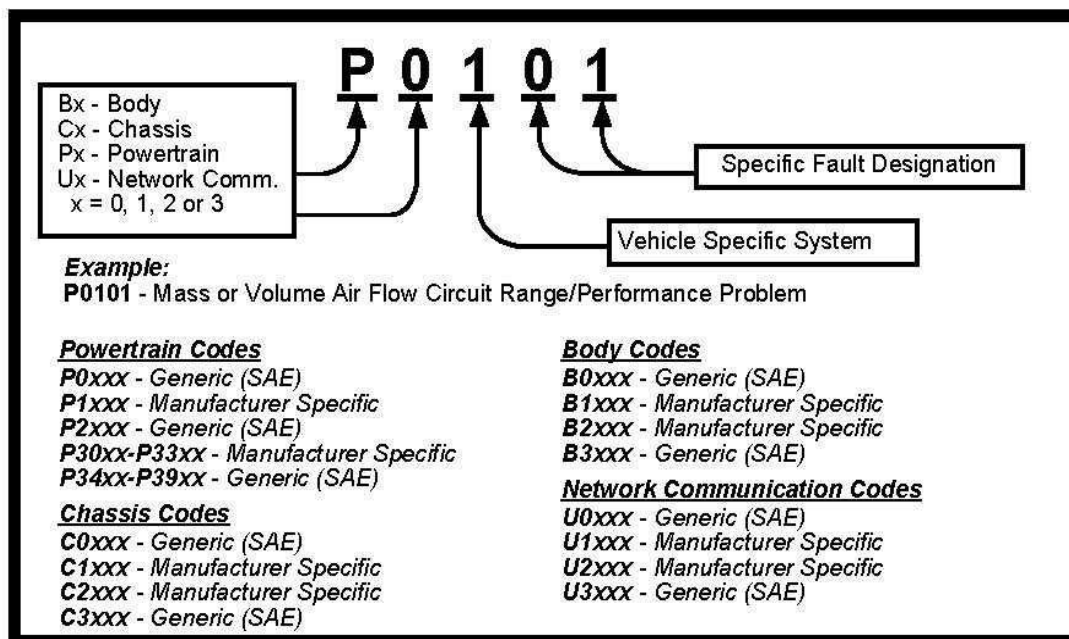 P0101
Bx - Body
Cx - Chassis
Px - Powertrain
Ux - Network Comm.
x = 0, 1, 2 or 3
Specific Fault Designation
Vehicle Specific System
Example:
P0101 - Mass or Volume Air Flow Circuit Range/Performance Problem
Powertrain Codes
P0xxx - Generic (SAE)
P1xxx - Manufacturer Specific
P2xxx - Generic (SAE)
P30xx-P33xx - Manufacturer Specific
P34xx-P39xx - Generic (SAE)
Chassis Codes
C0xxx - Generic (SAE)
C1xxx - Manufacturer Specific
C2xxx - Manufacturer Specific
C3xxx - Generic (SAE)
Body Codes
B0xxx - Generic (SAE)
B1xxx - Manufacturer Specific
B2xxx - Manufacturer Specific
B3xxx - Generic (SAE)
Network Communication Codes
U0xxx - Generic (SAE)
U1xxx - Manufacturer Specific
U2xxx - Manufacturer Specific
U3xxx - Generic (SAE)